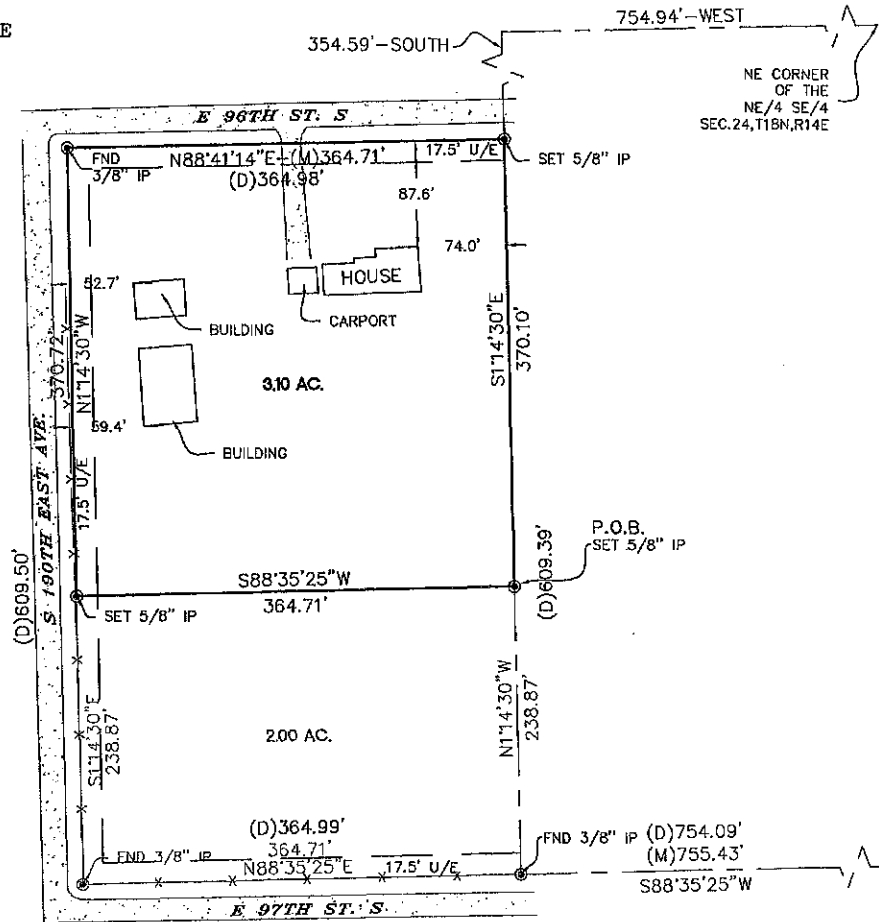 E
754.94'-WEST
354.59'-SOUTH
NE CORNER
OF THE
NE/4 SE/4
SEC.24,T18N,R14E
E 96TH ST. S
FND
3/8" IP
N88°41'14"E-(M)364.71'
(D)364.98'
17.5' U/E
SET 5/8" IP
87.6'
74.0'
HOUSE
CARPORT
52.7'
BUILDING
370.72'
N1°14'30"W
S1°14'30"E
370.10'
3.10 AC.
59.4'
BUILDING
17.5' U/E
S 190TH EAST AVE.
(D)609.50'
P.O.B.
SET 5/8" IP
(D)609.39'
S88°35'25"W
364.71'
SET 5/8" IP
S1°14'30"E
238.87'
N1°14'30"W
238.87'
2.00 AC.
(D)364.99'
364.71'
N88°35'25"E
17.5' U/E
FND 3/8" IP
FND 3/8" IP
(D)754.09'
(M)755.43'
S88°35'25"W
E 97TH ST. S.